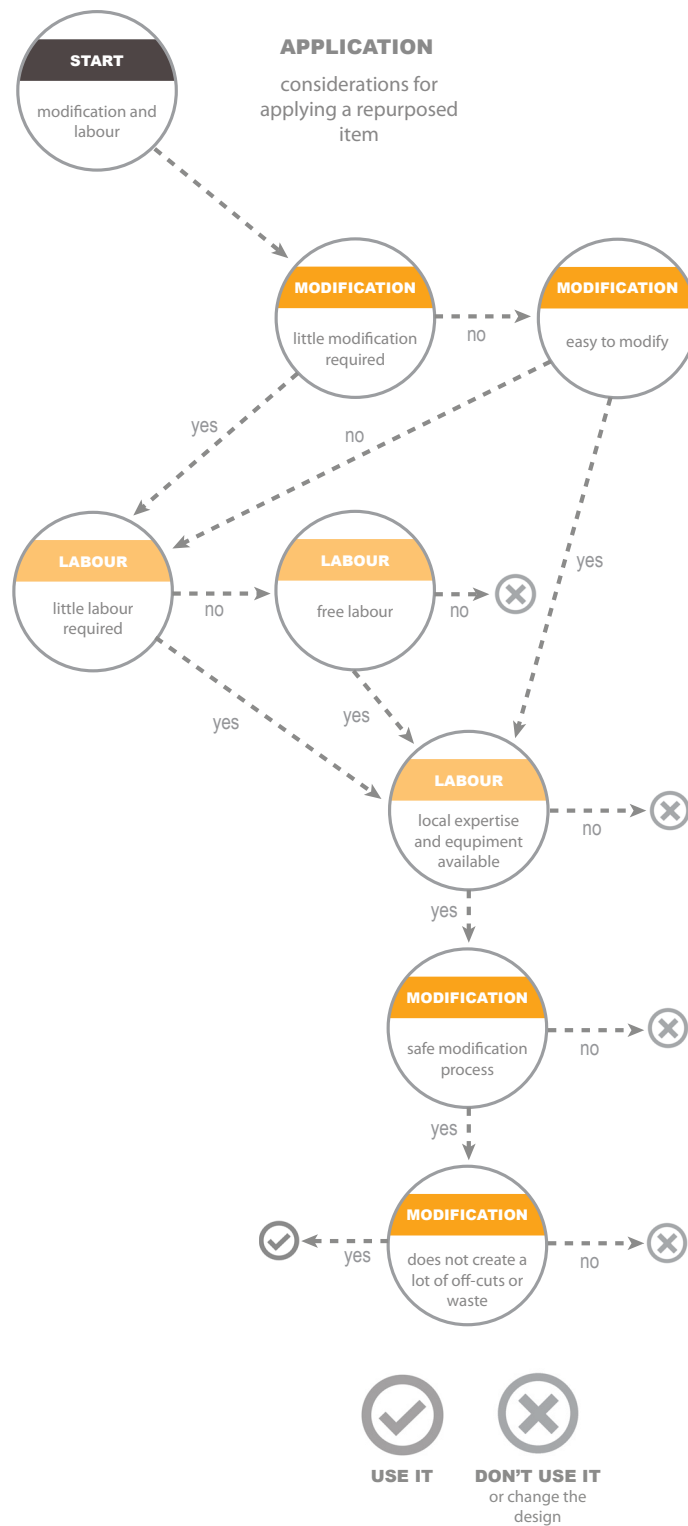 START
modification and
labour
APPLICATION
considerations for
applying a repurposed
item
MODIFICATION
little modification
required
no
MODIFICATION
easy to modify
yes
no
yes
LABOUR
little labour
required
no
LABOUR
free labour
no
yes
yes
LABOUR
local expertise
and equpiment
available
no
yes
MODIFICATION
safe modification
process
no
yes
MODIFICATION
does not create a
lot of off-cuts or
waste
yes
no
USE IT
DON'T USE IT
or change the
design